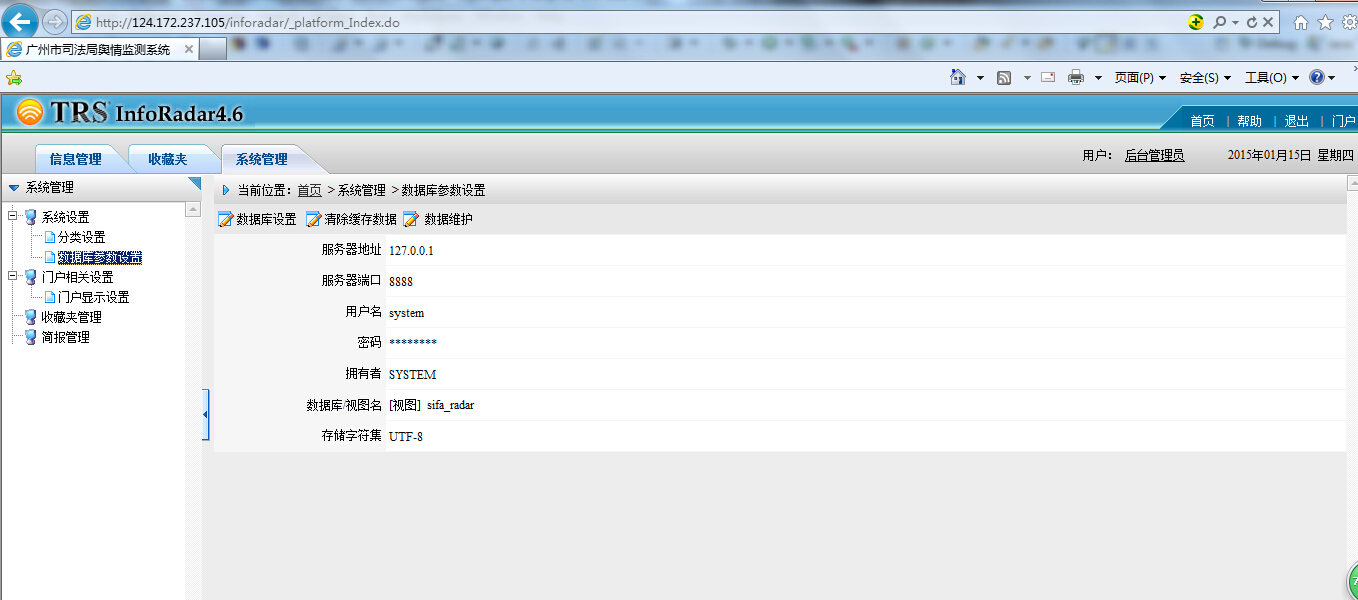 http://124.172.237.105/inforadar/_platform_Index.do
广州市司法局舆情监测系统
页面(P) 安全(S) 工具(O)
TRS InfoRadar4.6
首页 | 帮助 | 退出 | 门户
信息管理 收藏夹 系统管理
用户： 后台管理员 2015年01月15日 星期四
系统管理
当前位置：首页 >系统管理 >数据库参数设置
系统设置
分类设置
数据库参数设置
门户相关设置
门户显示设置
收藏夹管理
简报管理
数据库设置 清除缓存数据 数据维护
服务器地址 127.0.0.1
服务器端口 8888
用户名 system
密码 ********
拥有者 SYSTEM
数据库/视图名 [视图] sifa_radar
存储字符集 UTF-8